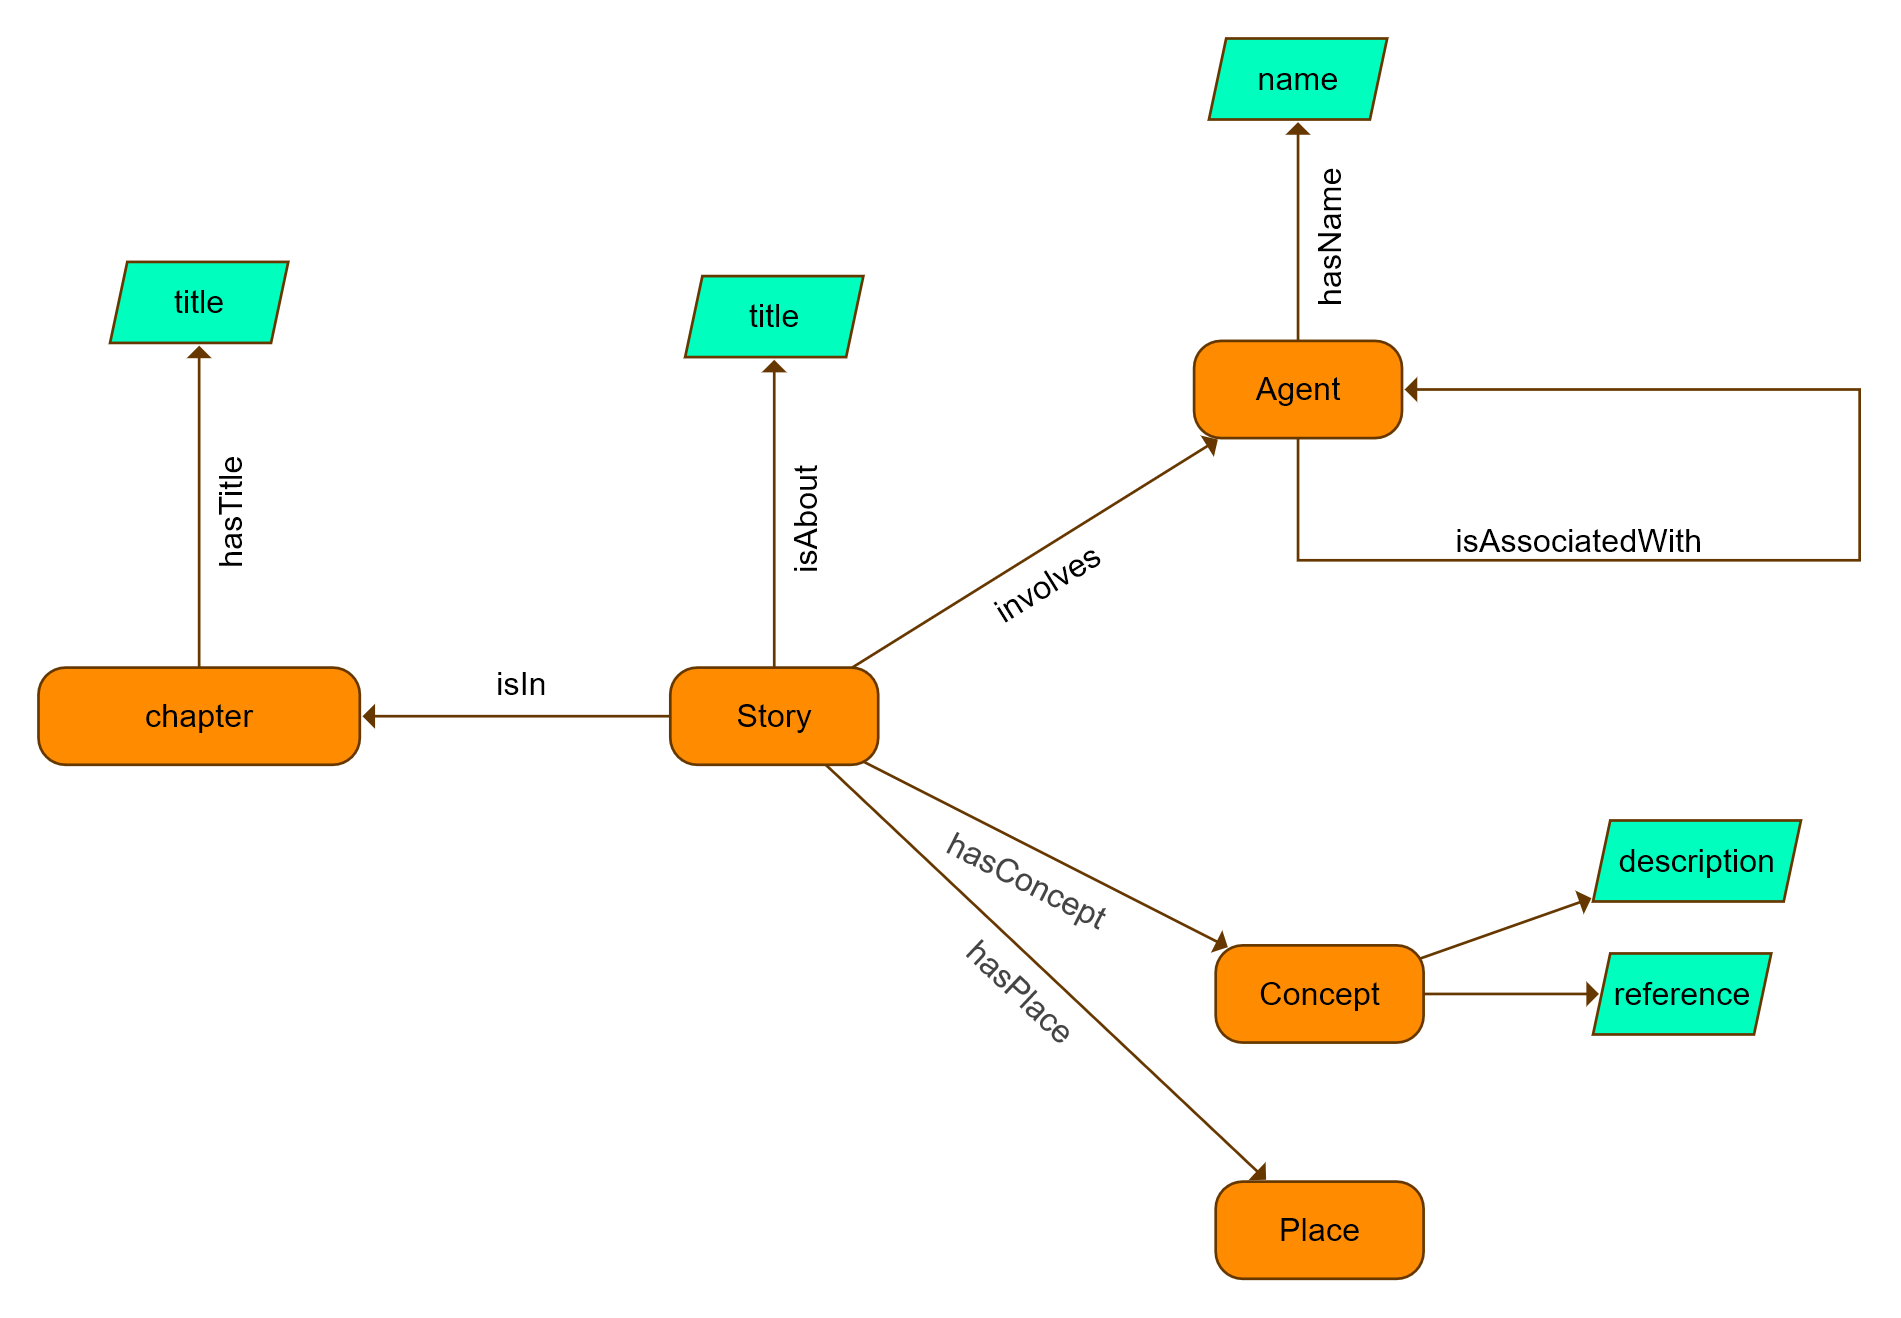 name
hasName
title
title
Agent
hasTitle
isAbout
isAssociatedWith
involves
isIn
chapter
Story
hasConcept
description
hasPlace
Concept
reference
Place